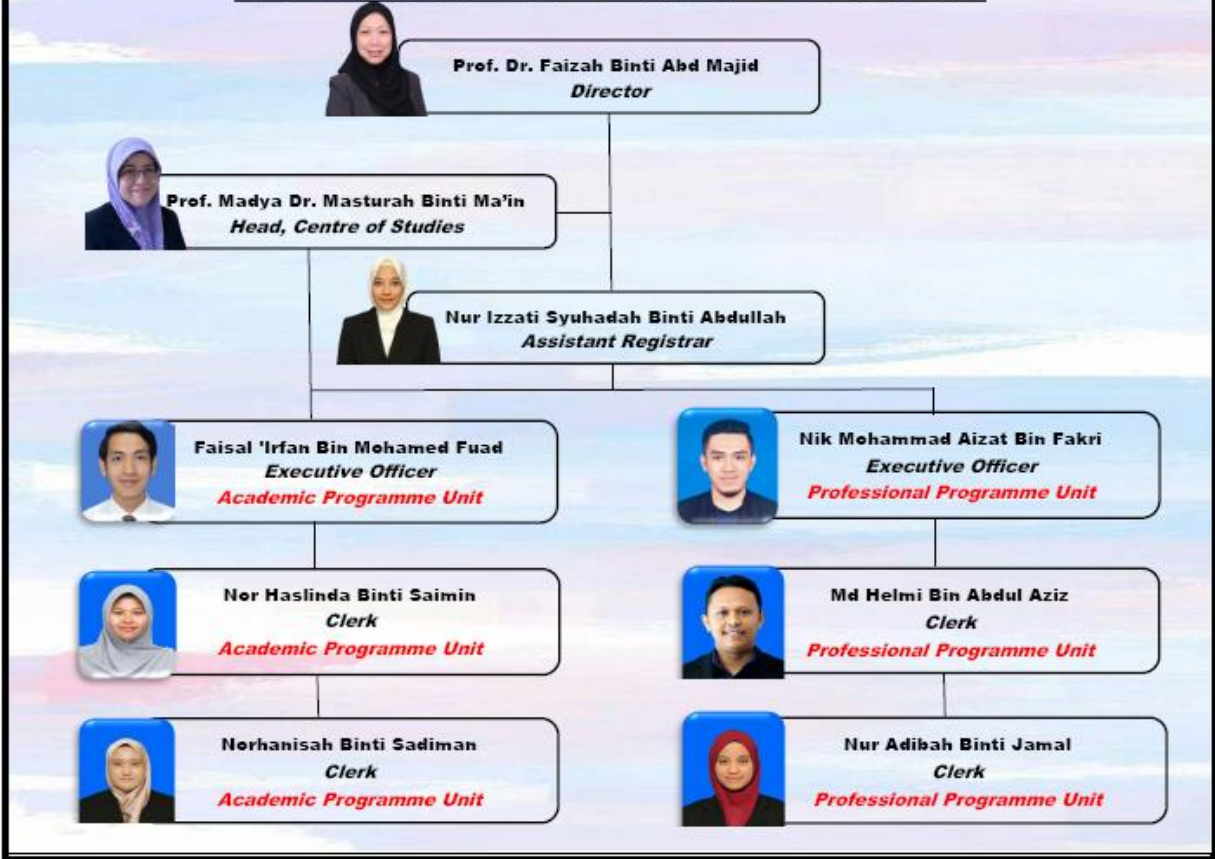 Prof. Dr. Faizah Binti Abd Majid
Director
Prof. Madya Dr. Masturah Binti Ma’in
Head, Centre of Studies
Nur Izzati Syuhadah Binti Abdullah
Assistant Registrar
Faisal 'Irfan Bin Mohamed Fuad
Executive Officer
Academic Programme Unit
Nik Mohammad Aizat Bin Fakri
Executive Officer
Professional Programme Unit
Nor Haslinda Binti Saimin
Clerk
Academic Programme Unit
Md Helmi Bin Abdul Aziz
Clerk
Professional Programme Unit
Norhanisah Binti Sadiman
Clerk
Academic Programme Unit
Nur Adibah Binti Jamal
Clerk
Professional Programme Unit